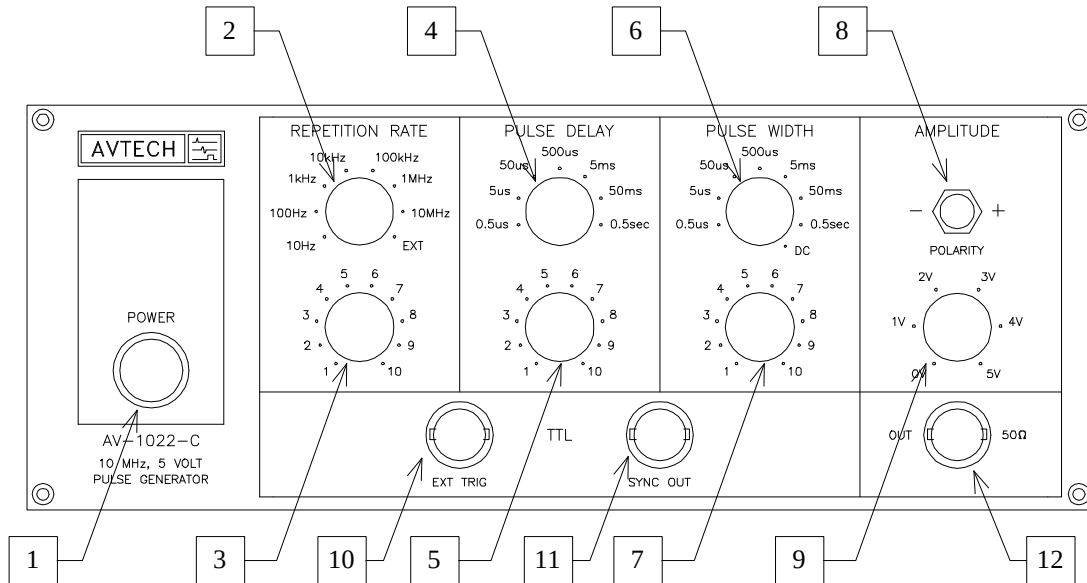 2 4 6 8
REPETITION RATE PULSE DELAY PULSE WIDTH AMPLITUDE
AVTECH
10Hz 100Hz 1kHz 10kHz 100kHz 1MHz 10MHz EXT
0.5us 5us 50us 500us 5ms 50ms 0.5sec
0.5us 5us 50us 500us 5ms 50ms 0.5sec DC
- +
POLARITY
POWER
1 2 3 4 5 6 7 8 9 10
1 2 3 4 5 6 7 8 9 10
1 2 3 4 5 6 7 8 9 10
0V 1V 2V 3V 4V 5V
AV-1022-C
10 MHz, 5 VOLT
PULSE GENERATOR
TTL
EXT TRIG
SYNC OUT
OUT 50Ω
1 3 10 5 11 7 9 12